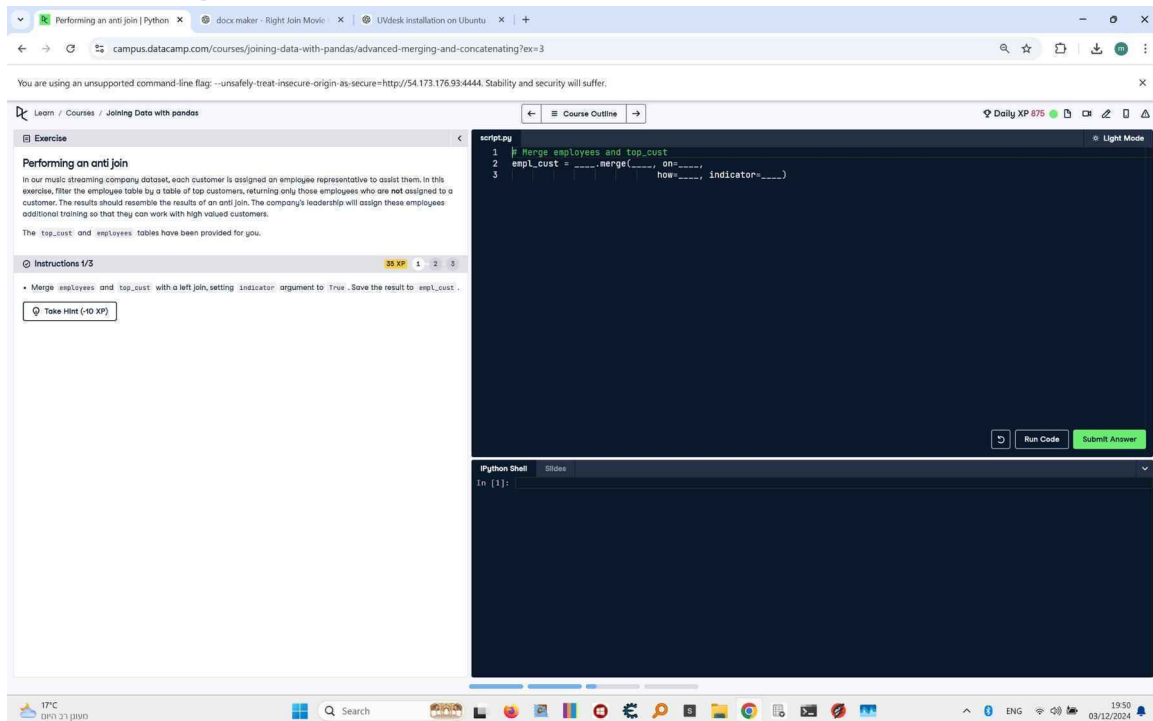 Performing an anti join | Python
docx maker - Right Join Movie
UVdesk installation on Ubuntu
campus.datacamp.com/courses/joining-data-with-pandas/advanced-merging-and-concatenating?ex=3
m
You are using an unsupported command-line flag: --unsafely-treat-insecure-origin-as-secure=http://54.173.176.93:4444. Stability and security will suffer.
Learn / Courses / Joining Data with pandas
Course Outline
Daily XP 875
Exercise
Performing an anti join
In our music streaming company dataset, each customer is assigned an employee representative to assist them. In this
exercise, filter the employee table by a table of top customers, returning only those employees who are not assigned to a
customer. The results should resemble the results of an anti join. The company's leadership will assign these employees
additional training so that they can work with high valued customers.
The top_cust and employees tables have been provided for you.
Instructions 1/3
35 XP 1 2 3
• Merge employees and top_cust with a left join, setting indicator argument to True . Save the result to empl_cust .
Take Hint (-10 XP)
script.py
Light Mode
1 # Merge employees and top_cust
2 empl_cust = ____.merge(____, on=____,
3 how=____, indicator=____)
Run Code
Submit Answer
IPython Shell
Slides
In [1]:
17°C
מעונן רב היום
Search
ENG
19:50
03/12/2024